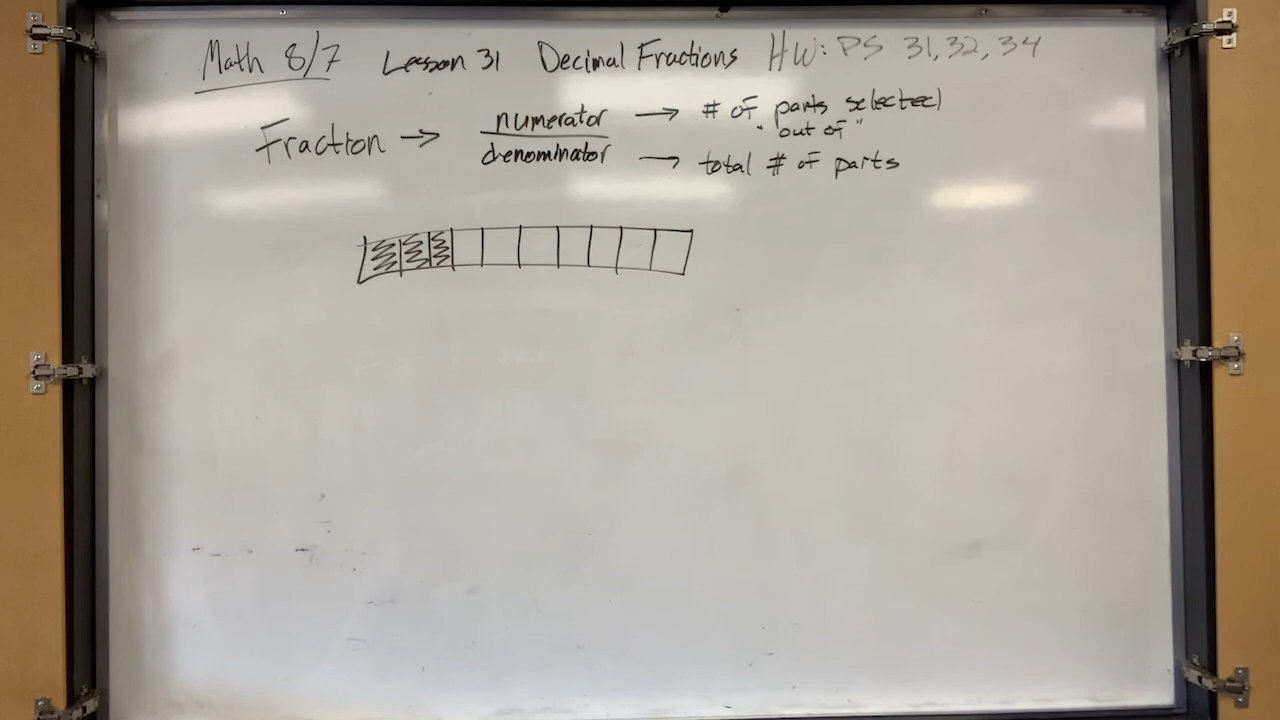 Math 8/7 Lesson 31 Decimal Fractions HW: PS 31, 32, 34
Fraction → numerator → # of parts selected
" out of "
denominator → total # of parts